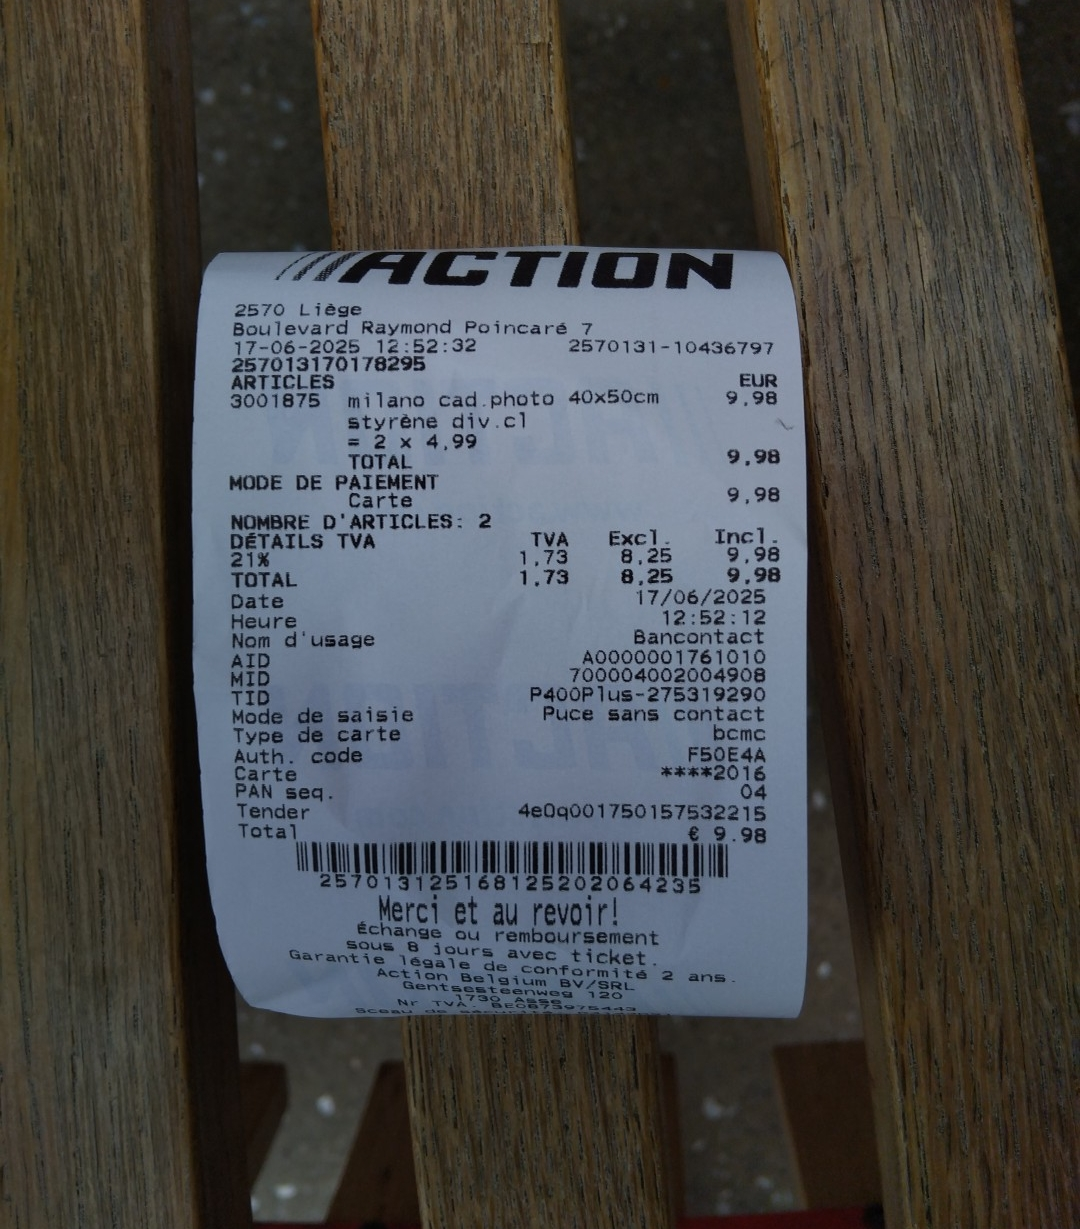 ACTION
2570 Liège
Boulevard Raymond Poincaré 7
17-06-2025 12:52:32 2570131-10436797
257013170178295
ARTICLES EUR
3001875 milano cad.photo 40x50cm 9,98
styrène div.cl
= 2 x 4,99
TOTAL 9,98
MODE DE PAIEMENT
Carte 9,98
NOMBRE D'ARTICLES: 2
DÉTAILS TVA TVA Excl. Incl.
21% 1,73 8,25 9,98
TOTAL 1,73 8,25 9,98
Date 17/06/2025
Heure 12:52:12
Nom d'usage Bancontact
AID A0000001761010
MID 700004002004908
TID P400Plus-275319290
Mode de saisie Puce sans contact
Type de carte bcmc
Auth. code F50E4A
Carte ****2016
PAN seq. 04
Tender 4e0q001750157532215
Total € 9.98
257013125168125202064235
Merci et au revoir!
Échange ou remboursement
sous 8 jours avec ticket.
Garantie légale de conformité 2 ans.
Action Belgium BV/SRL
Gentsesteenweg 120
1730 Asse
Nr TVA: BE0873975443
Sceau de